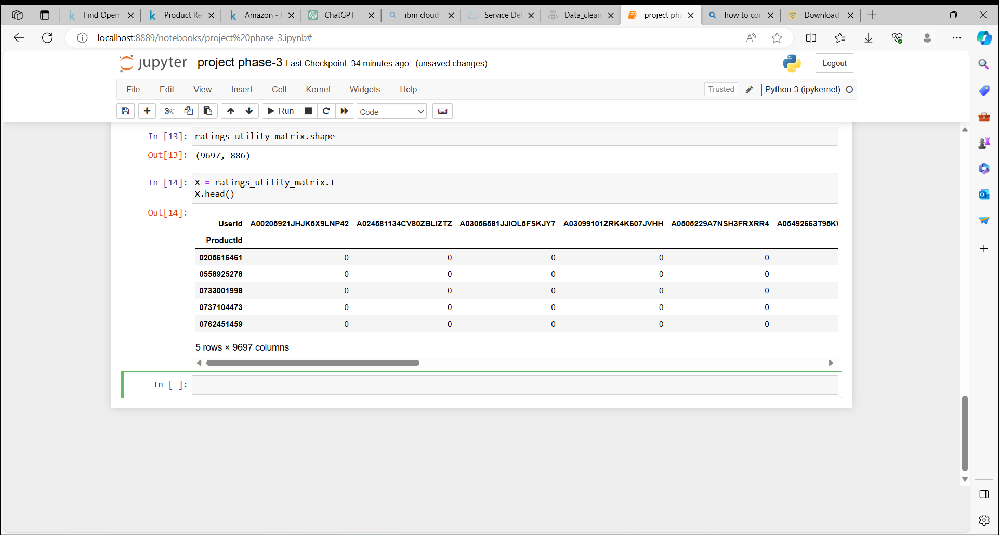 Find Open
Product Re
Amazon -
ChatGPT
ibm cloud
Service Det
Data_clean
project pha
how to con
Download
localhost:8889/notebooks/project%20phase-3.ipynb#
jupyter project phase-3 Last Checkpoint: 34 minutes ago (unsaved changes)
Logout
File Edit View Insert Cell Kernel Widgets Help
Trusted Python 3 (ipykernel)
Run Code
In [13]: ratings_utility_matrix.shape
Out[13]: (9697, 886)
In [14]: X = ratings_utility_matrix.T
X.head()
Out[14]:
UserId A00205921JHJK5X9LNP42 A024581134CV80ZBLIZTZ A03056581JJIOL5FSKJY7 A03099101ZRK4K607JVHH A0505229A7NSH3FRXRR4 A05492663T95KW
ProductId
0205616461 0 0 0 0 0
0558925278 0 0 0 0 0
0733001998 0 0 0 0 0
0737104473 0 0 0 0 0
0762451459 0 0 0 0 0
5 rows × 9697 columns
In [ ]: